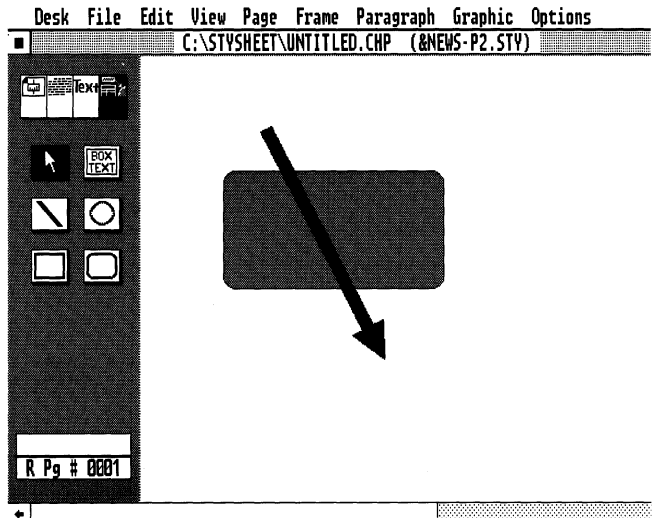 Desk File Edit View Page Frame Paragraph Graphic Options
C:\STYSHEET\UNTITLED.CHP (&NEWS-P2.STY)
Text
BOX
TEXT
R Pg # 0001